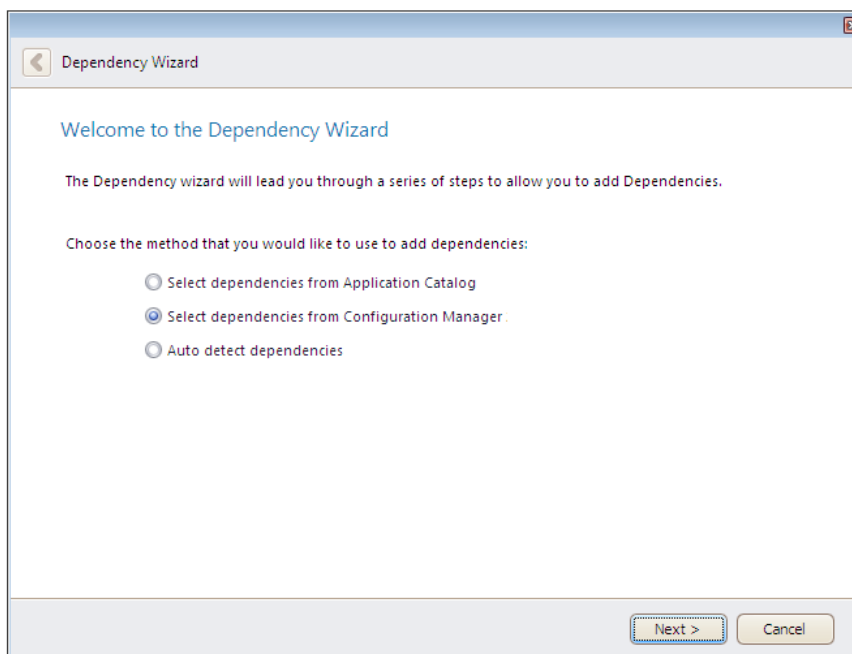 Dependency Wizard
Welcome to the Dependency Wizard
The Dependency wizard will lead you through a series of steps to allow you to add Dependencies.
Choose the method that you would like to use to add dependencies:
Select dependencies from Application Catalog
Select dependencies from Configuration Manager
Auto detect dependencies
Next >
Cancel